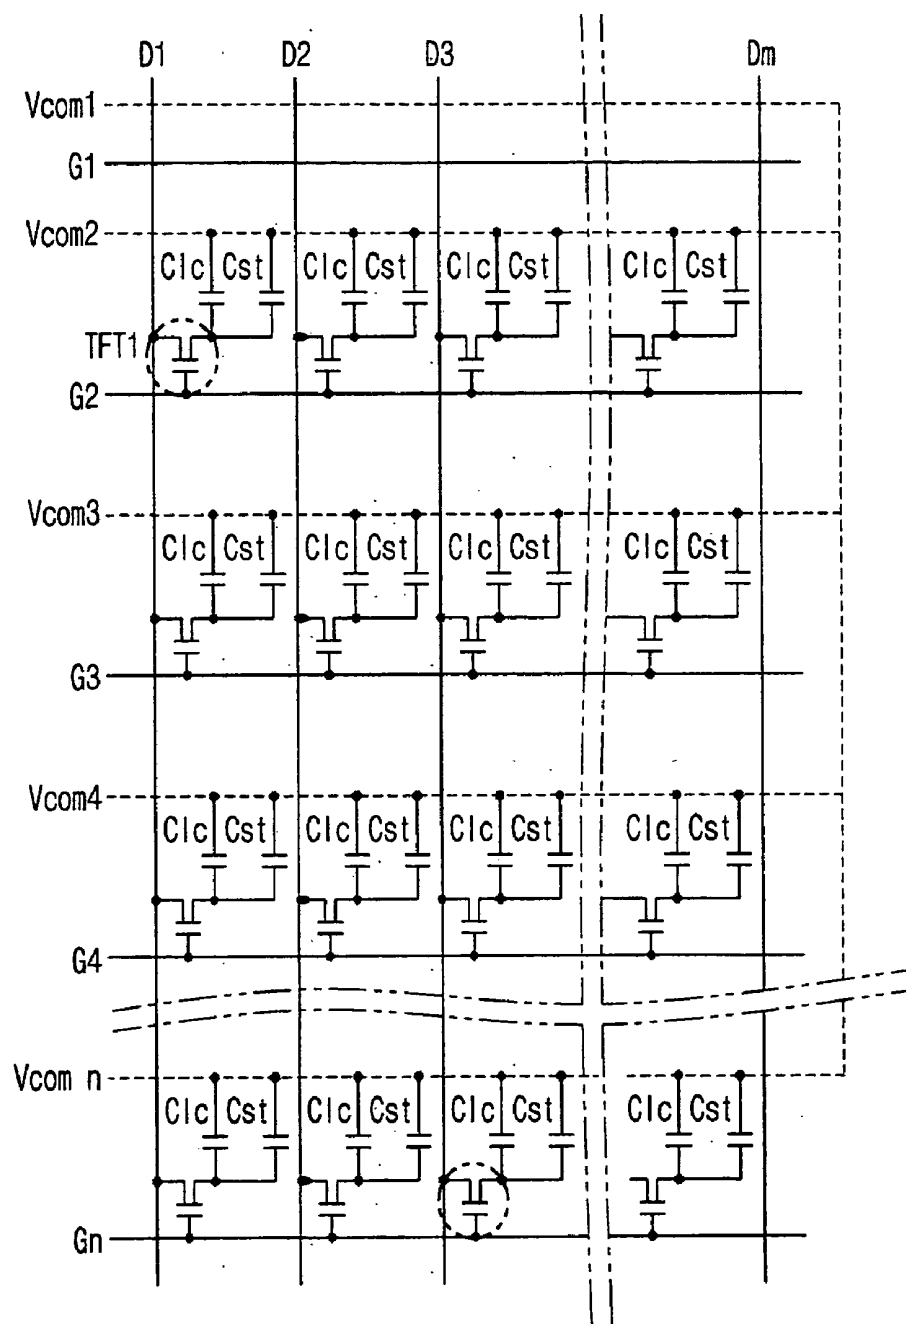 D1 D2 D3 Dm
Vcom1
G1
Vcom2
Clc Cst Clc Cst Clc Cst Clc Cst
TFT1
G2
Vcom3
Clc Cst Clc Cst Clc Cst Clc Cst
G3
Vcom4
Clc Cst Clc Cst Clc Cst Clc Cst
G4
Vcom n
Clc Cst Clc Cst Clc Cst Clc Cst
Gn